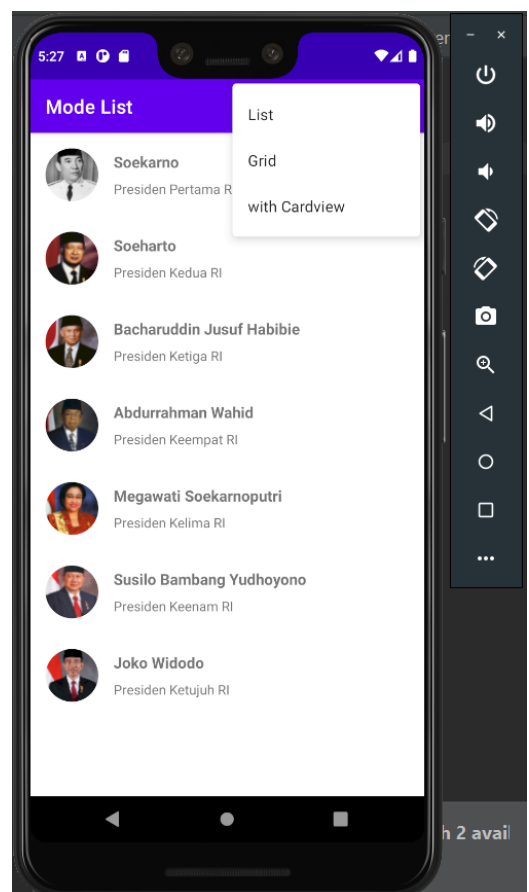 er
5:27
Mode List
List
Grid
with Cardview
Soekarno
Presiden Pertama R
Soeharto
Presiden Kedua RI
Bacharuddin Jusuf Habibie
Presiden Ketiga RI
Abdurrahman Wahid
Presiden Keempat RI
Megawati Soekarnoputri
Presiden Kelima RI
Susilo Bambang Yudhoyono
Presiden Keenam RI
Joko Widodo
Presiden Ketujuh RI
h 2 avail